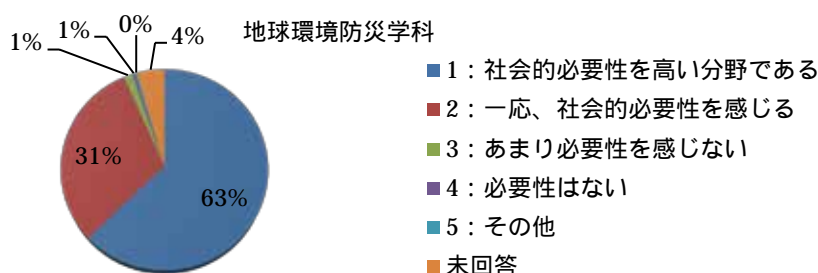 地球環境防災学科
1%
1%
0%
4%
31%
63%
1：社会的必要性を高い分野である
2：一応、社会的必要性を感じる
3：あまり必要性を感じない
4：必要性はない
5：その他
未回答